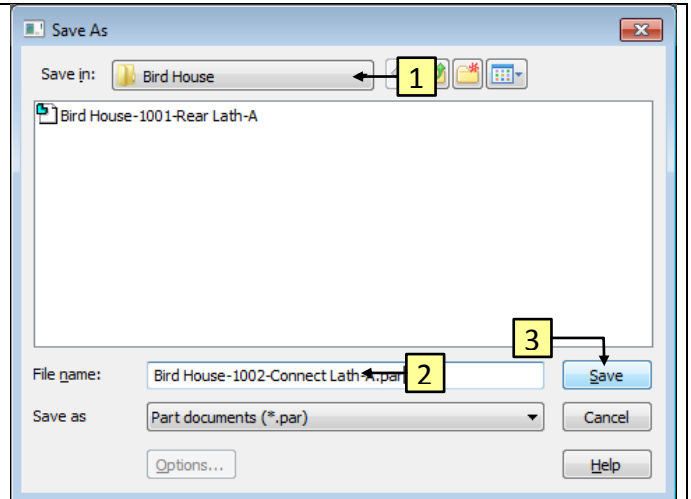 Save As
Save in: Bird House 1
Bird House-1001-Rear Lath-A
3
File name: Bird House-1002-Connect Lath-A.par 2 Save
Save as Part documents (*.par) Cancel
Options... Help